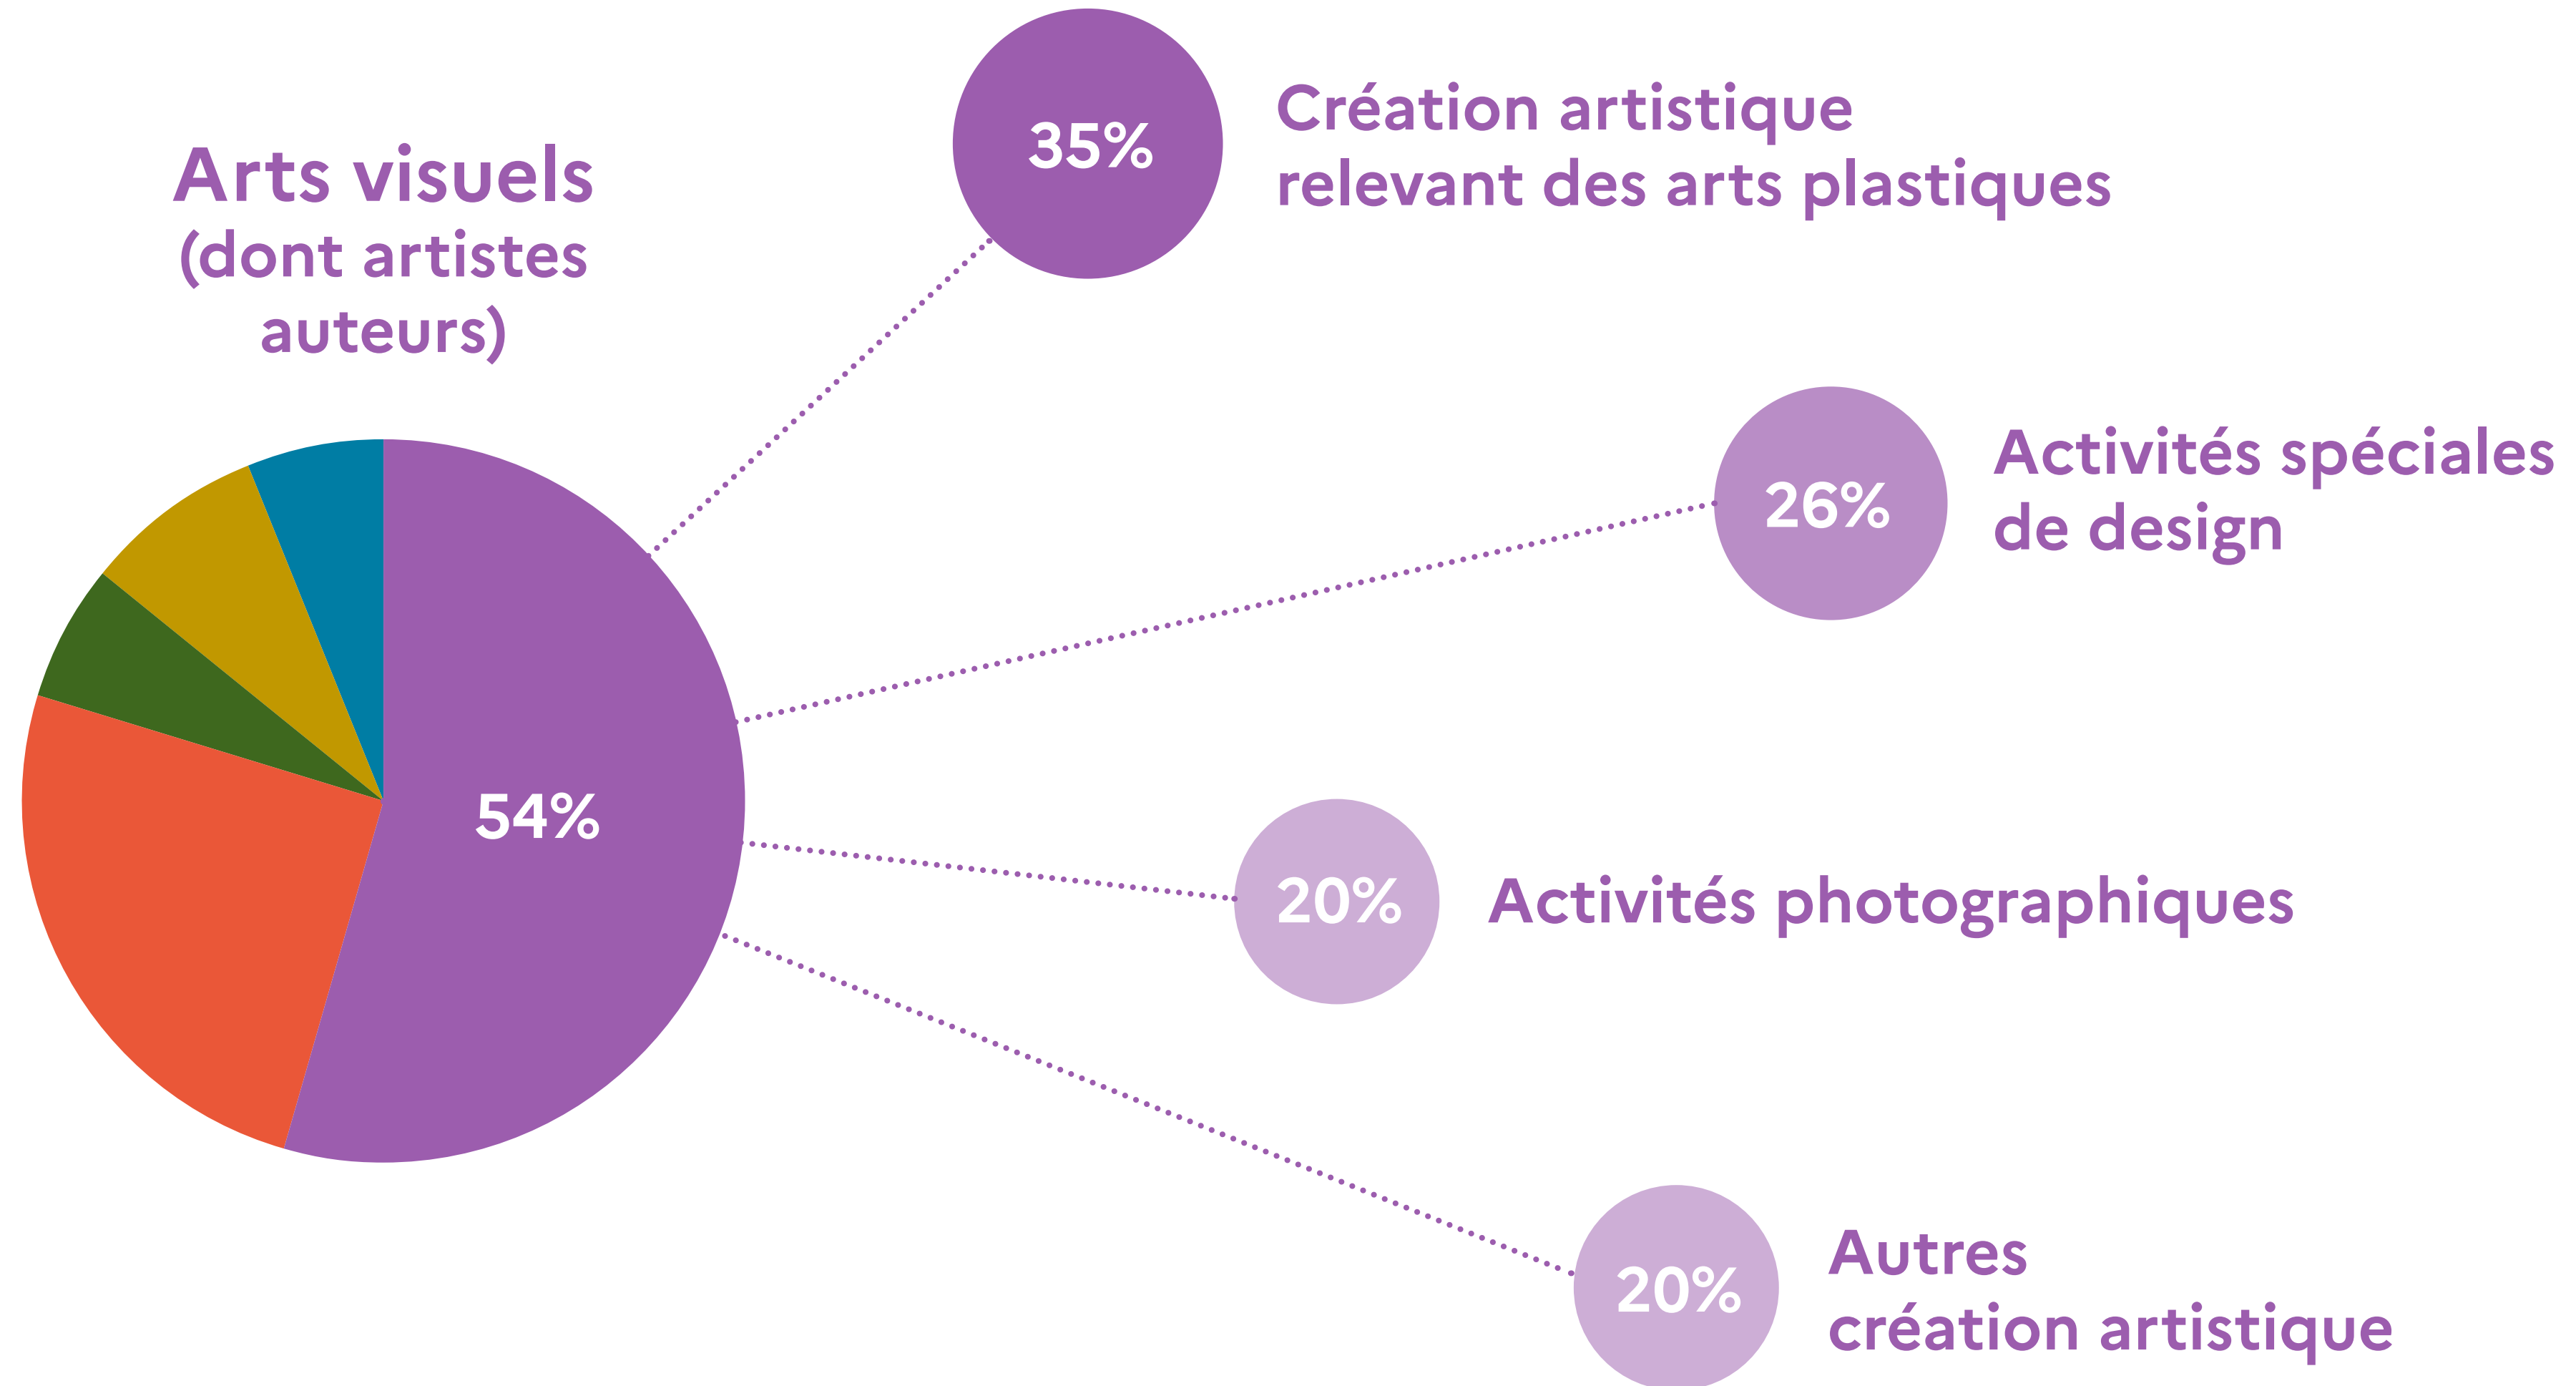 Arts visuels
(dont artistes
auteurs)
54%
35%
Création artistique
relevant des arts plastiques
26%
Activités spéciales
de design
20%
Activités photographiques
20%
Autres
création artistique